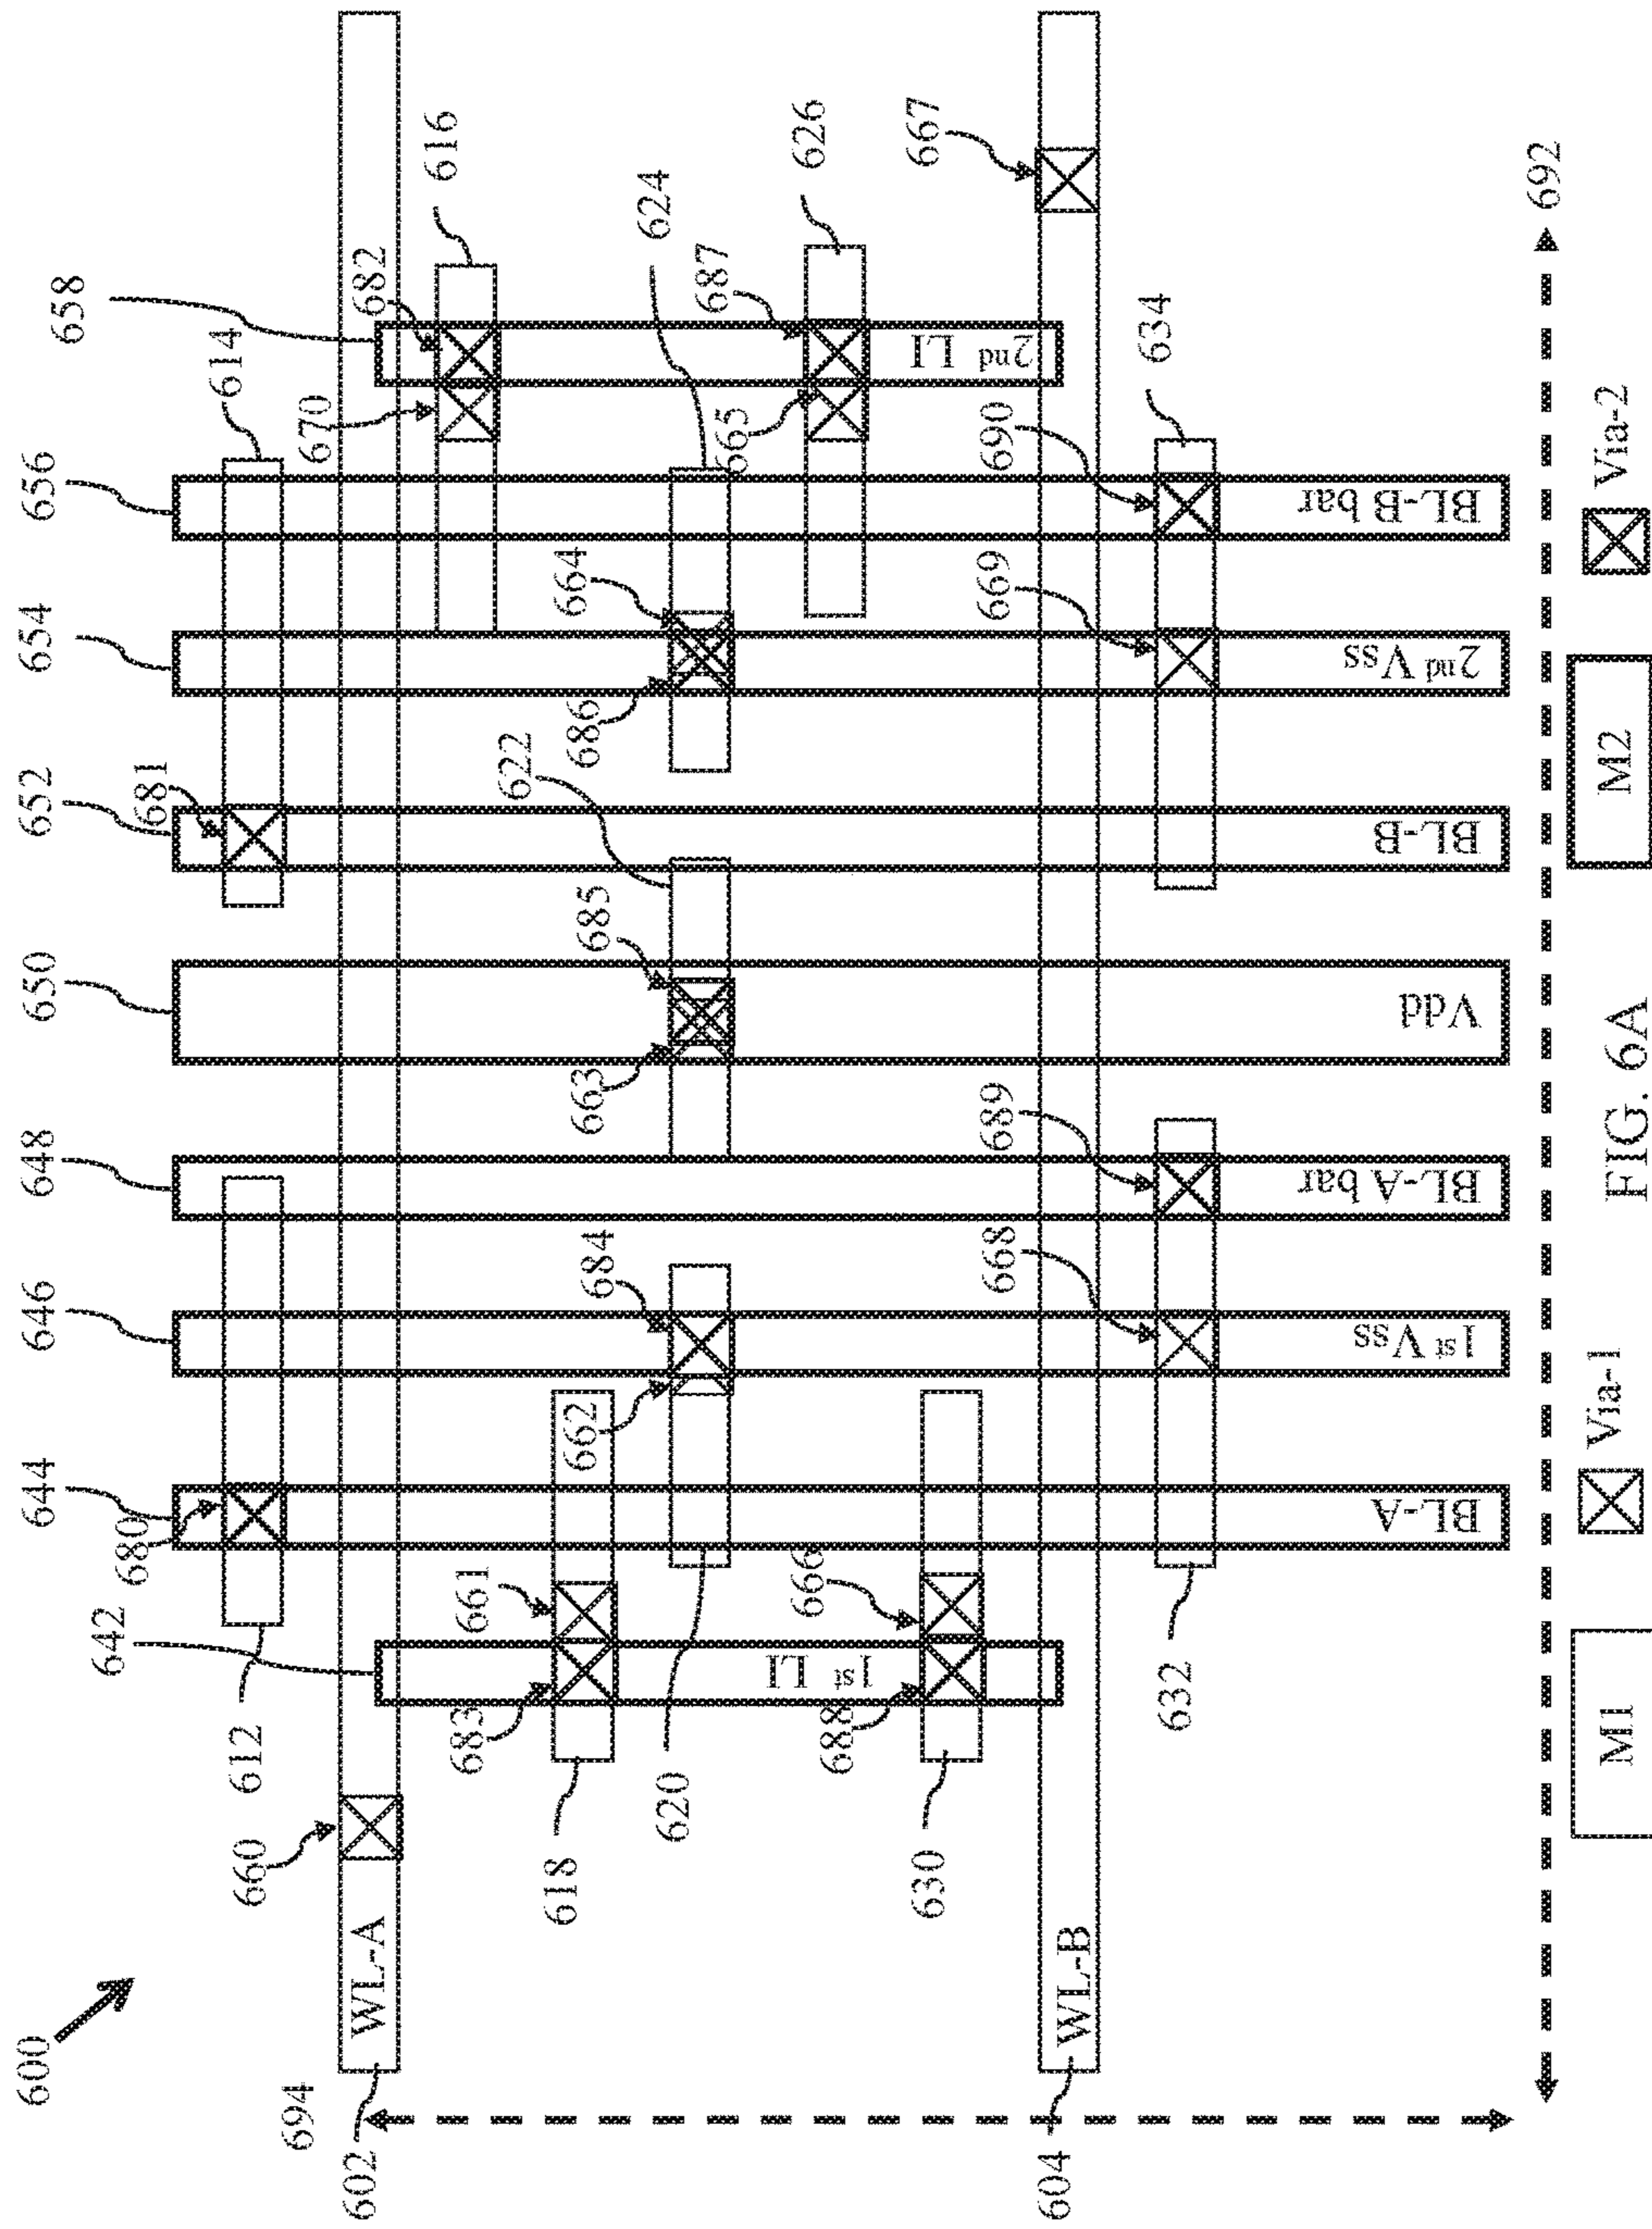 600
694
602
WL-A
660
612
642
680
644
646
648
650
652
681
654
656
614
658
670
682
616
683
661
618
620
662
684
663
685
622
686
664
624
665
687
626
667
1st LI
2nd LI
688
666
630
604
WL-B
632
668
689
669
690
634
BL-A
1st Vss
BL-A bar
Vdd
BL-B
2nd Vss
BL-B bar
692
M1
Via-1
M2
Via-2
FIG. 6A